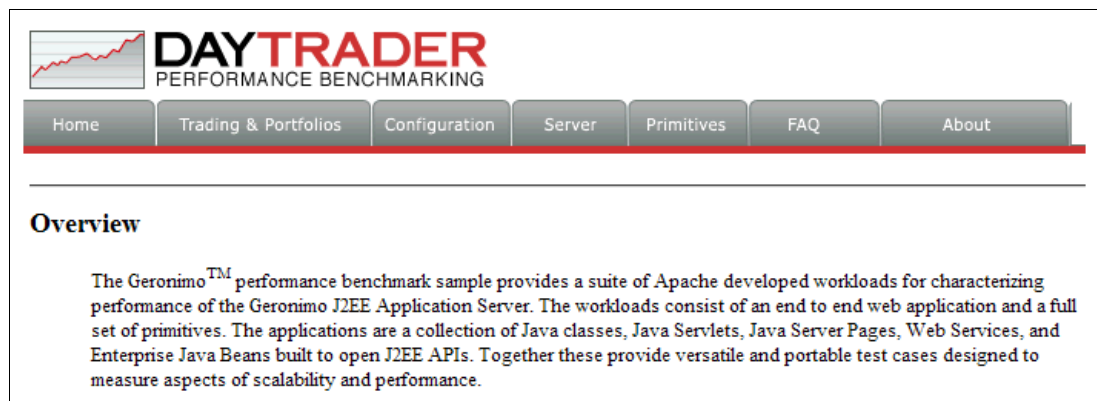 DAYTRADER
PERFORMANCE BENCHMARKING
Home Trading & Portfolios Configuration Server Primitives FAQ About
Overview
The Geronimo™ performance benchmark sample provides a suite of Apache developed workloads for characterizing
performance of the Geronimo J2EE Application Server. The workloads consist of an end to end web application and a full
set of primitives. The applications are a collection of Java classes, Java Servlets, Java Server Pages, Web Services, and
Enterprise Java Beans built to open J2EE APIs. Together these provide versatile and portable test cases designed to
measure aspects of scalability and performance.